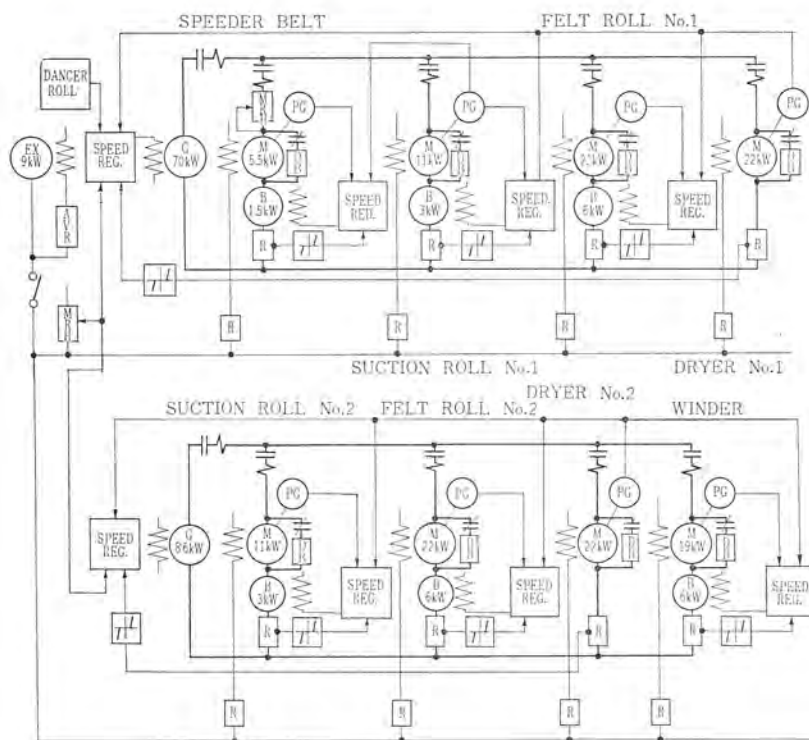 SPEEDER BELT
FELT ROLL No.1
DANCER ROLL
EX 9kW
SPEED REG.
G 70kW
PG
M 5.5kW
B 1.5kW
R
SPEED RED.
PG
M 11kW
B 3kW
R
SPEED. REG.
PG
M
B 6kW
R
SPEED REG.
PG
M 22kW
R
AVR
R
R
R
SUCTION ROLL No.1
DRYER No.1
DRYER No.2
SUCTION ROLL No.2
FELT ROLL No.2
WINDER
SPEED REG.
G 86kW
PG
M 11kW
B 3kW
R
SPEED REG.
PG
M 22kW
B 6kW
R
SPEED REG.
PG
M 22kW
PG
M 19kW
B 6kW
SPEED REG.
R
R
R
R